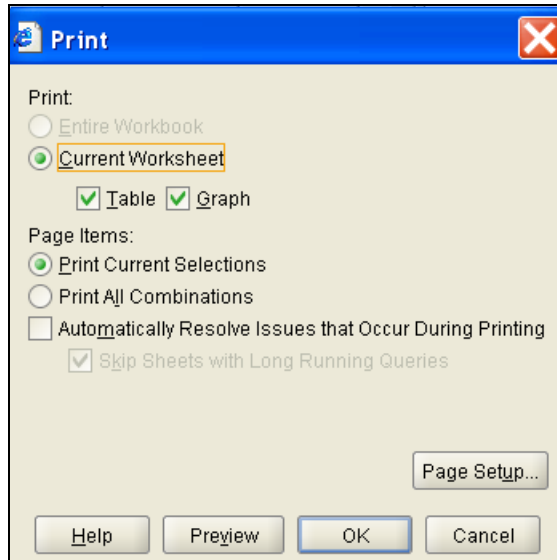 Print
Print:
Entire Workbook
Current Worksheet
Table Graph
Page Items:
Print Current Selections
Print All Combinations
Automatically Resolve Issues that Occur During Printing
Skip Sheets with Long Running Queries
Page Setup...
Help Preview OK Cancel